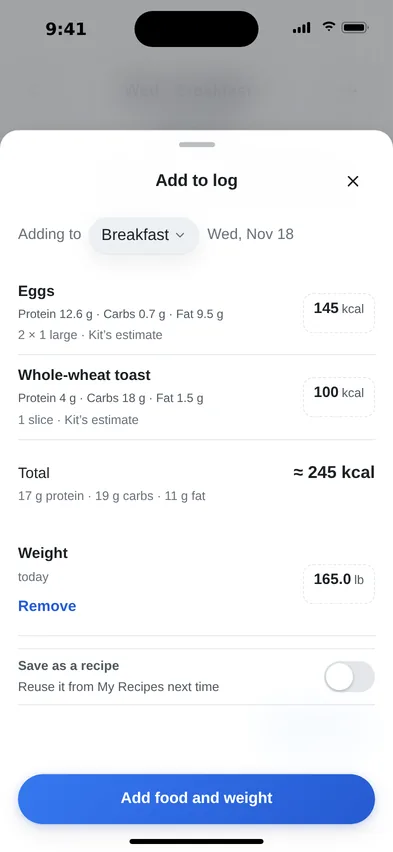 9:41
Add to log
Adding to Breakfast Wed, Nov 18
Eggs
Protein 12.6 g · Carbs 0.7 g · Fat 9.5 g
2 × 1 large · Kit’s estimate
145 kcal
Whole-wheat toast
Protein 4 g · Carbs 18 g · Fat 1.5 g
1 slice · Kit’s estimate
100 kcal
Total
≈ 245 kcal
17 g protein · 19 g carbs · 11 g fat
Weight
today
165.0 lb
Remove
Save as a recipe
Reuse it from My Recipes next time
Add food and weight